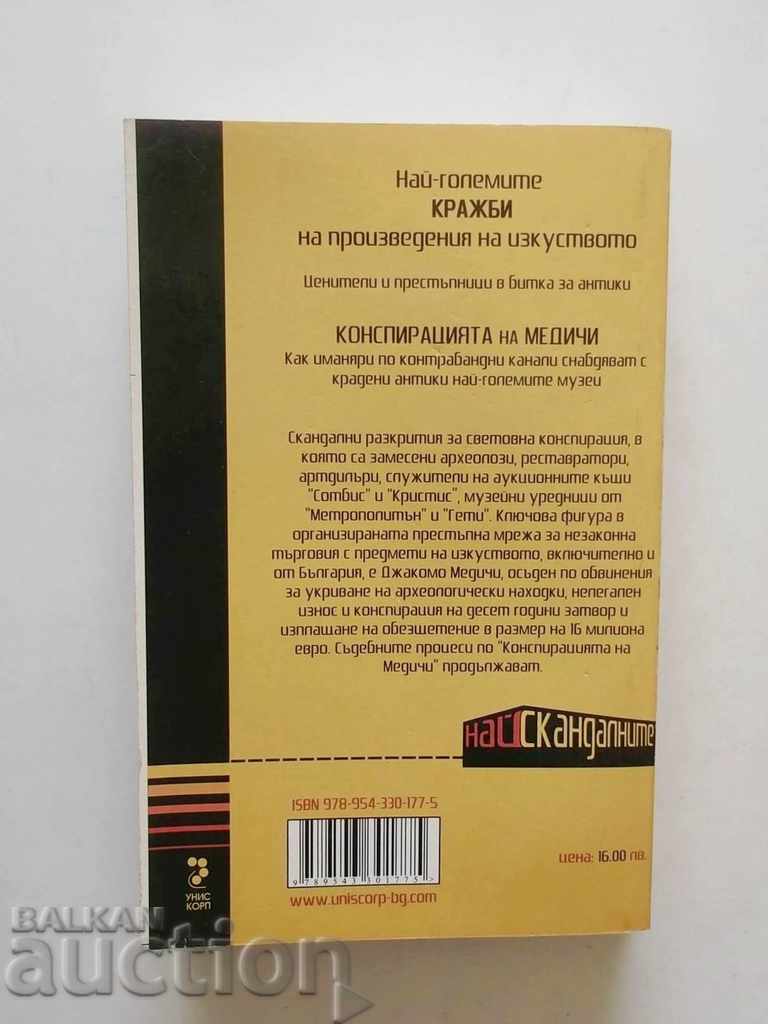 Най-големите
КРАЖБИ
на произведения на изкуството
Ценители и престъпници в битка за антики
КОНСПИРАЦИЯТА НА МЕДИЧИ
Как иманяри по контрабандни канали снабдяват с
крадени антики най-големите музеи
Скандални разкрития за световна конспирация, в
която са замесени археолози, реставратори,
артдилъри, служители на аукционните къщи
"Сотбис" и "Кристис", музейни уредници от
"Метрополитън" и "Гети". Ключова фигура в
организираната престъпна мрежа за незаконна
търговия с предмети на изкуството, включително и
от България, е Джакомо Медичи, осъден по обвинения
за укриване на археологически находки, нелегален
износ и конспирация на десет години затвор и
изплащане на обезщетение в размер на 16 милиона
евро. Съдебните процеси по "Конспирацията на
Медичи" продължават.
найскандалните
ISBN 978-954-330-177-5
9 789543 301775 >
www.uniscorp-bg.com
цена: 16.00 лв.
УНИС
КОРП
BALKAN
auction